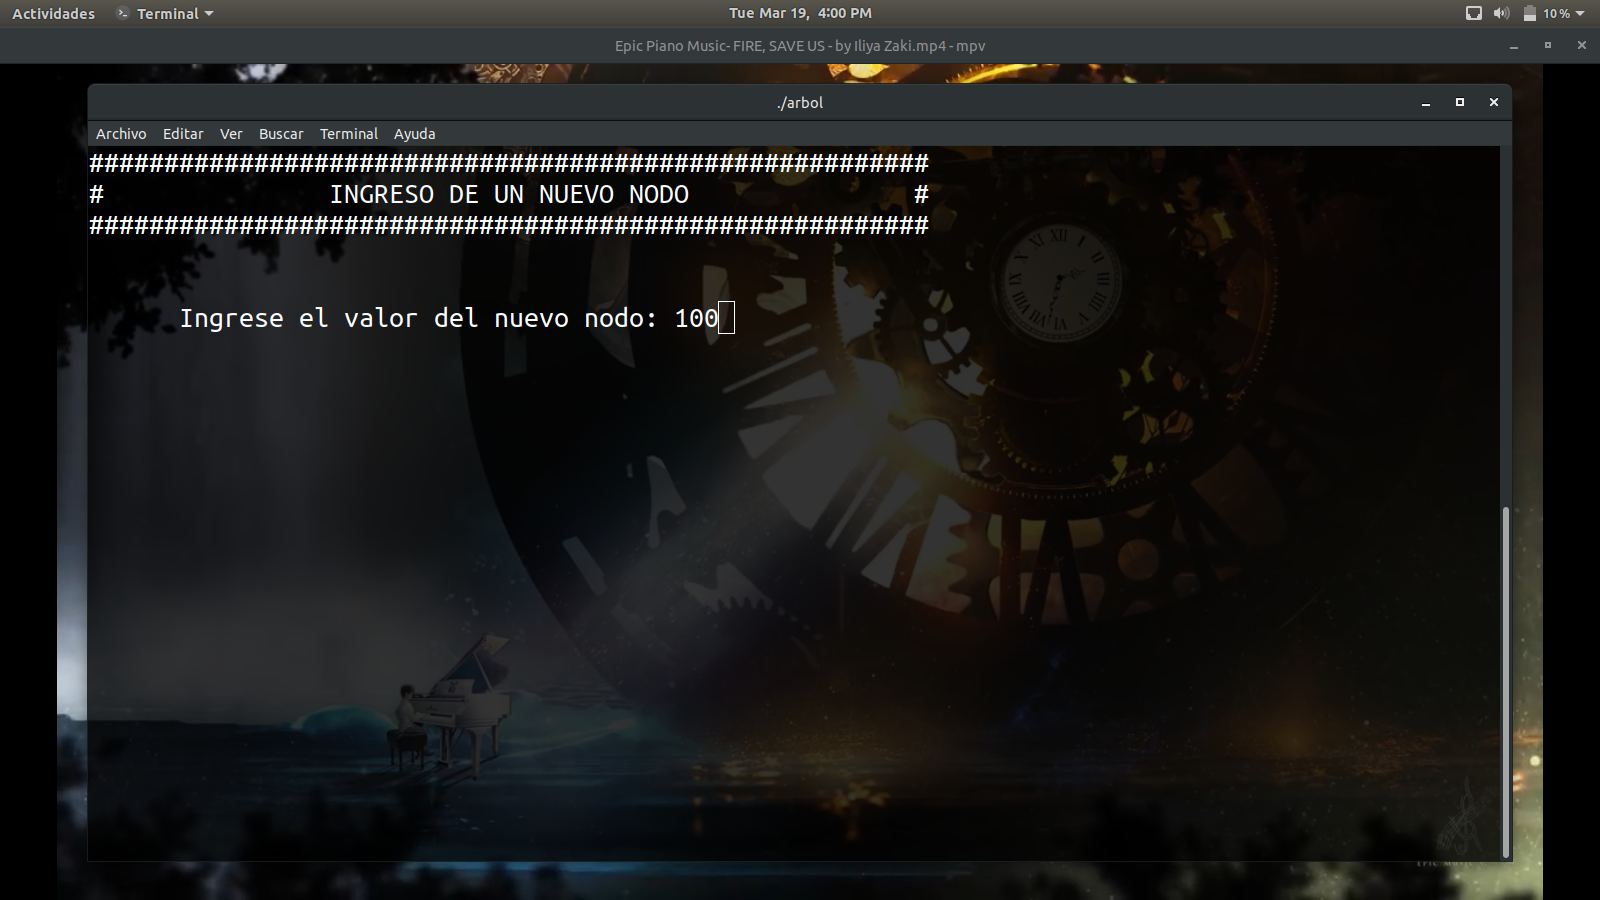 Actividades Terminal Tue Mar 19, 4:00 PM 10%
Epic Piano Music- FIRE, SAVE US - by Iliya Zaki.mp4 - mpv
./arbol
Archivo Editar Ver Buscar Terminal Ayuda
########################################################
# INGRESO DE UN NUEVO NODO #
########################################################
Ingrese el valor del nuevo nodo: 100